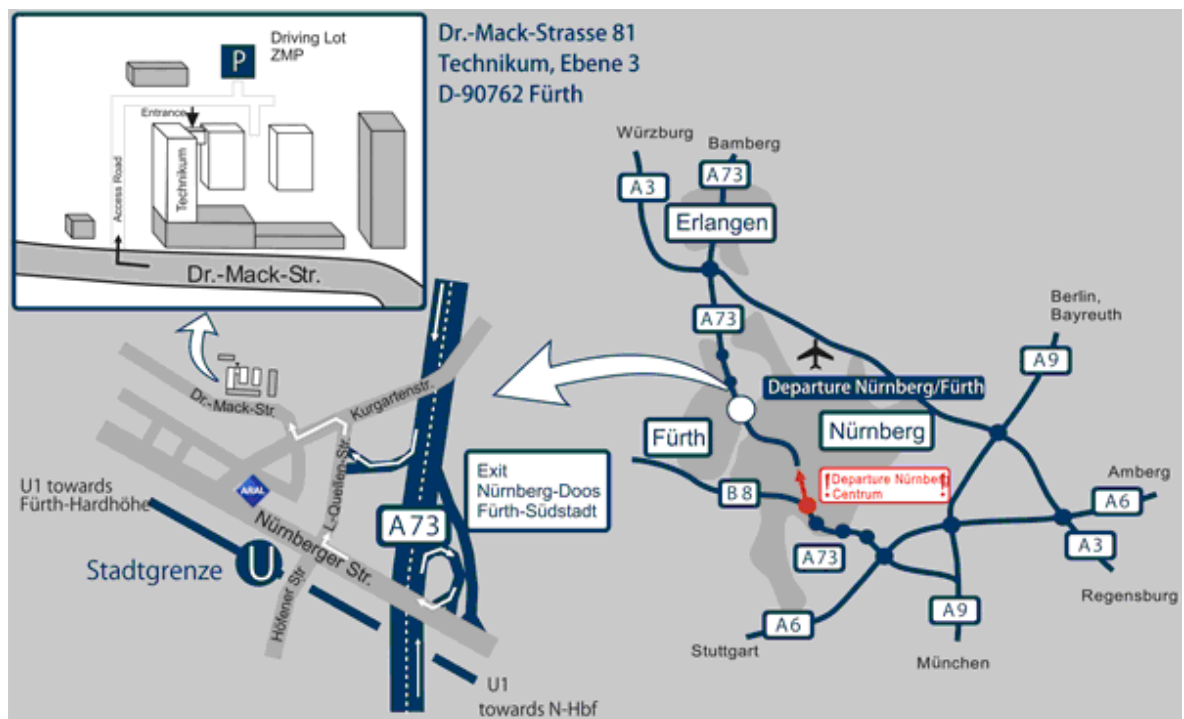 Dr.-Mack-Strasse 81
Technikum, Ebene 3
D-90762 Fürth
Driving Lot
ZMP
P
Entrance
Access Road
Technikum
Dr.-Mack-Str.
Würzburg
Bamberg
A3
A73
Erlangen
A73
Berlin,
Bayreuth
A9
Departure Nürnberg/Fürth
Fürth
Nürnberg
! Departure Nürnberg !
Centrum
B8
A73
Amberg
A6
A3
Regensburg
A6
Stuttgart
A9
München
Dr.-Mack-Str.
Kurgartenstr.
L.-Quellen-Str.
ARAL
U1 towards
Fürth-Hardhöhe
Nürnberger Str.
A73
Exit
Nürnberg-Doos
Fürth-Südstadt
Stadtgrenze
U
Höfener Str
U1
towards N-Hbf